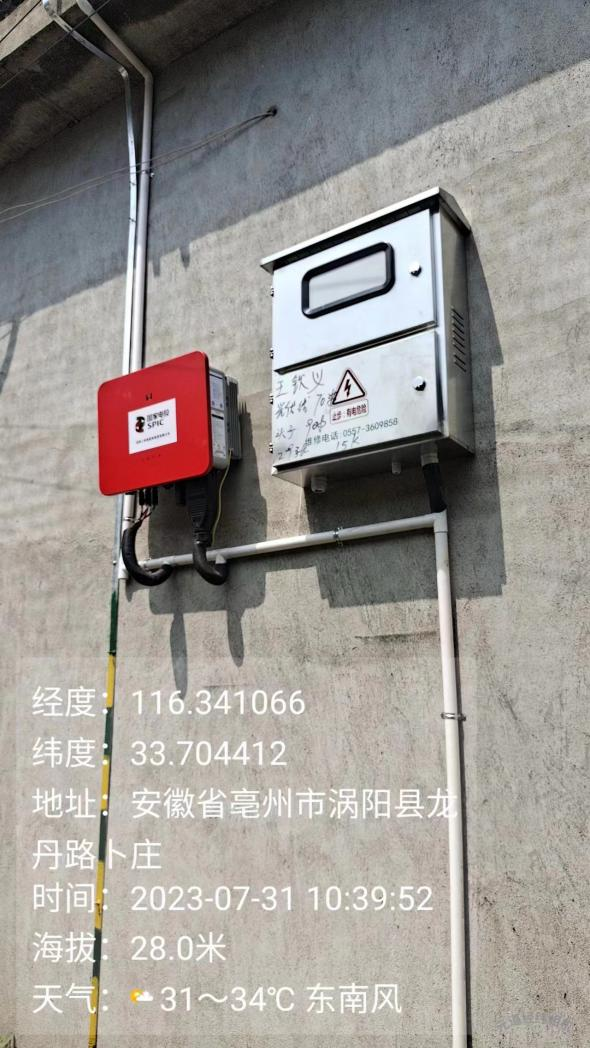 国家电投
SPIC
王铁义
止步:有电危险
维修电话:0557-3609858
15K
经度:116.341066
纬度:33.704412
地址:安徽省亳州市涡阳县龙
丹路卜庄
时间:2023-07-31 10:39:52
海拔:28.0米
天气:31～34℃ 东南风